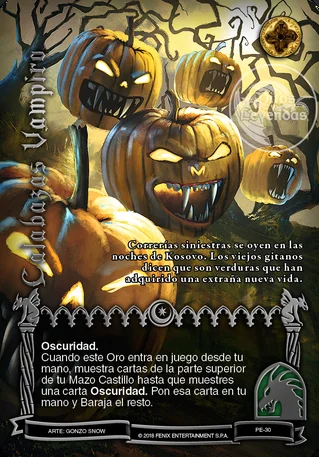 Calabazas Vampiro
Leyendas
Correrías siniestras se oyen en las
noches de Kosovo. Los viejos gitanos
dicen que son verduras que han
adquirido una extraña nueva vida.
Oscuridad.
Cuando este Oro entra en juego desde tu
mano, muestra cartas de la parte superior
de tu Mazo Castillo hasta que muestres
una carta Oscuridad. Pon esa carta en tu
mano y Baraja el resto.
ARTE: GONZO SNOW
© 2018 FENIX ENTERTAINMENT S.P.A.
PE-30